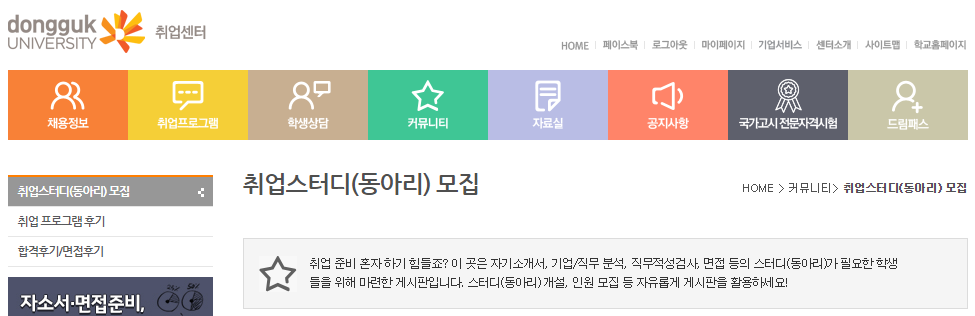 dongguk
UNIVERSITY
취업센터
HOME 페이스북 로그아웃 마이페이지 기업서비스 센터소개 사이트맵 학교홈페이지
채용정보 취업프로그램 학생상담 커뮤니티 자료실 공지사항 국가고시 전문자격시험 드림패스
취업스터디(동아리) 모집
취업 프로그램 후기
합격후기/면접후기
자소서·면접준비,
취업스터디(동아리) 모집
HOME > 커뮤니티 > 취업스터디(동아리) 모집
취업 준비 혼자 하기 힘들죠? 이 곳은 자기소개서, 기업/직무 분석, 직무적성검사, 면접 등의 스터디(동아리)가 필요한 학생
들을 위해 마련한 게시판입니다. 스터디(동아리) 개설, 인원 모집 등 자유롭게 게시판을 활용하세요!